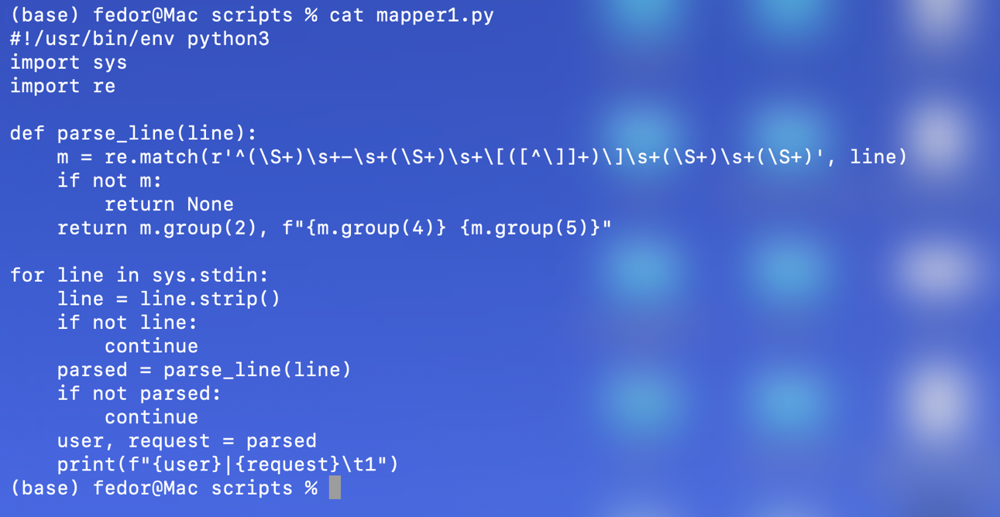 (base) fedor@Mac scripts % cat mapper1.py
#!/usr/bin/env python3
import sys
import re

def parse_line(line):
    m = re.match(r'^(\S+)\s+-\s+(\S+)\s+\[([^\]]+)\]\s+(\S+)\s+(\S+)', line)
    if not m:
        return None
    return m.group(2), f"{m.group(4)} {m.group(5)}"

for line in sys.stdin:
    line = line.strip()
    if not line:
        continue
    parsed = parse_line(line)
    if not parsed:
        continue
    user, request = parsed
    print(f"{user}|{request}\t1")
(base) fedor@Mac scripts %